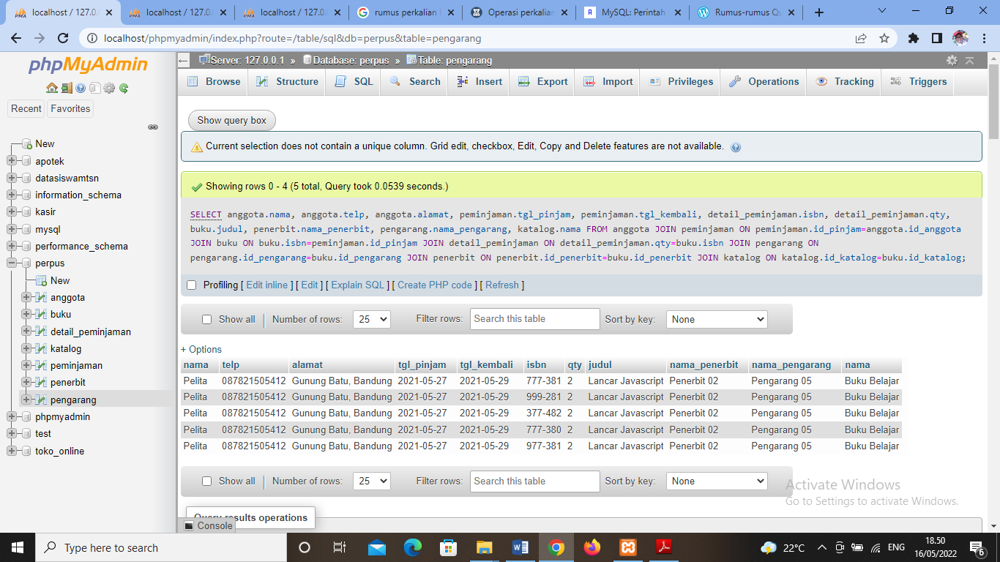 localhost / 127.0.
localhost / 127.0.
localhost / 127.0.
rumus perkalian
Operasi perkalian
MySQL: Perintah
Rumus-rumus Qu
localhost/phpmyadmin/index.php?route=/table/sql&db=perpus&table=pengarang
phpMyAdmin
Recent Favorites
New
apotek
datasiswamtsn
information_schema
kasir
mysql
performance_schema
perpus
New
anggota
buku
detail_peminjaman
katalog
peminjaman
penerbit
pengarang
phpmyadmin
test
toko_online
Server: 127.0.0.1 » Database: perpus » Table: pengarang
Browse Structure SQL Search Insert Export Import Privileges Operations Tracking Triggers
Show query box
Current selection does not contain a unique column. Grid edit, checkbox, Edit, Copy and Delete features are not available.
Showing rows 0 - 4 (5 total, Query took 0.0539 seconds.)
SELECT anggota.nama, anggota.telp, anggota.alamat, peminjaman.tgl_pinjam, peminjaman.tgl_kembali, detail_peminjaman.isbn, detail_peminjaman.qty,
buku.judul, penerbit.nama_penerbit, pengarang.nama_pengarang, katalog.nama FROM anggota JOIN peminjaman ON peminjaman.id_pinjam=anggota.id_anggota
JOIN buku ON buku.isbn=peminjaman.id_pinjam JOIN detail_peminjaman ON detail_peminjaman.qty=buku.isbn JOIN pengarang ON
pengarang.id_pengarang=buku.id_pengarang JOIN penerbit ON penerbit.id_penerbit=buku.id_penerbit JOIN katalog ON katalog.id_katalog=buku.id_katalog;
Profiling [ Edit inline ] [ Edit ] [ Explain SQL ] [ Create PHP code ] [ Refresh ]
Show all Number of rows: 25 Filter rows: Search this table Sort by key: None
+ Options
nama telp alamat tgl_pinjam tgl_kembali isbn qty judul nama_penerbit nama_pengarang nama
Pelita 087821505412 Gunung Batu, Bandung 2021-05-27 2021-05-29 777-381 2 Lancar Javascript Penerbit 02 Pengarang 05 Buku Belajar
Pelita 087821505412 Gunung Batu, Bandung 2021-05-27 2021-05-29 999-281 2 Lancar Javascript Penerbit 02 Pengarang 05 Buku Belajar
Pelita 087821505412 Gunung Batu, Bandung 2021-05-27 2021-05-29 377-482 2 Lancar Javascript Penerbit 02 Pengarang 05 Buku Belajar
Pelita 087821505412 Gunung Batu, Bandung 2021-05-27 2021-05-29 777-380 2 Lancar Javascript Penerbit 02 Pengarang 05 Buku Belajar
Pelita 087821505412 Gunung Batu, Bandung 2021-05-27 2021-05-29 977-381 2 Lancar Javascript Penerbit 02 Pengarang 05 Buku Belajar
Show all Number of rows: 25 Filter rows: Search this table Sort by key: None
Activate Windows
Go to Settings to activate Windows.
Query results operations
Console
Type here to search
22°C ENG
18.50
16/05/2022
6